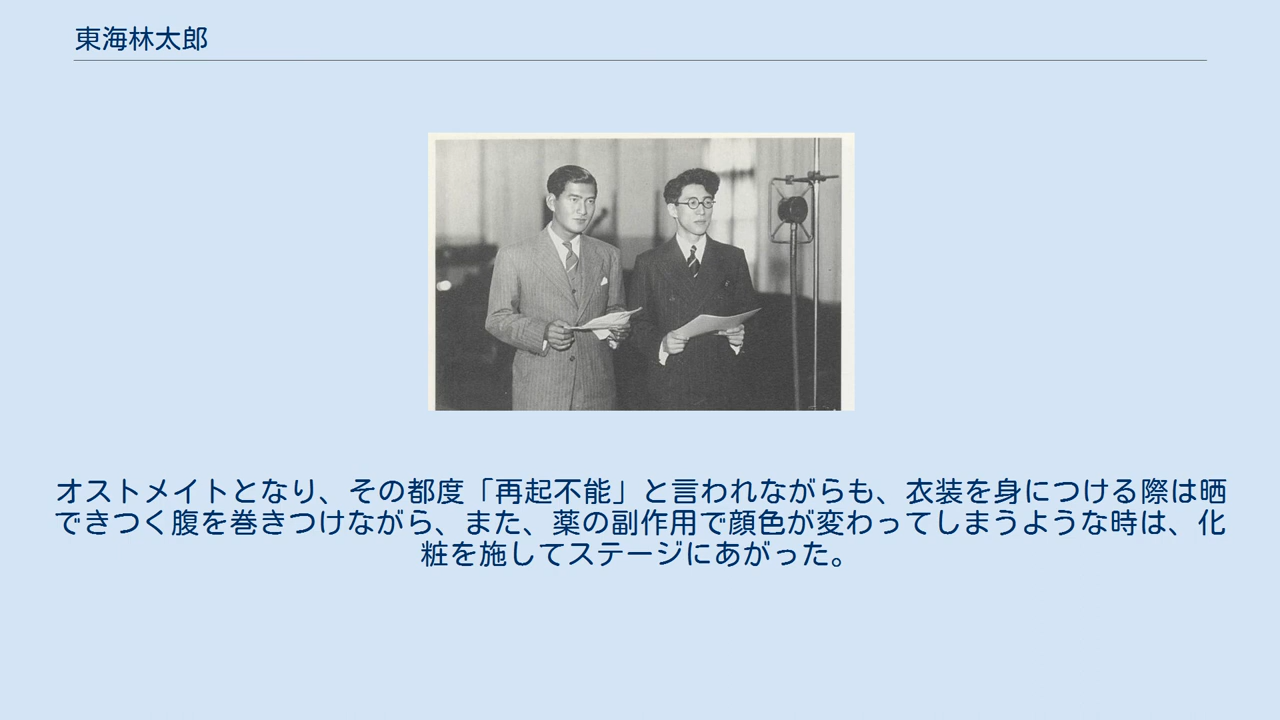 東海林太郎
オストメイトとなり、その都度「再起不能」と言われながらも、衣装を身につける際は晒
できつく腹を巻きつけながら、また、薬の副作用で顔色が変わってしまうような時は、化
粧を施してステージにあがった。